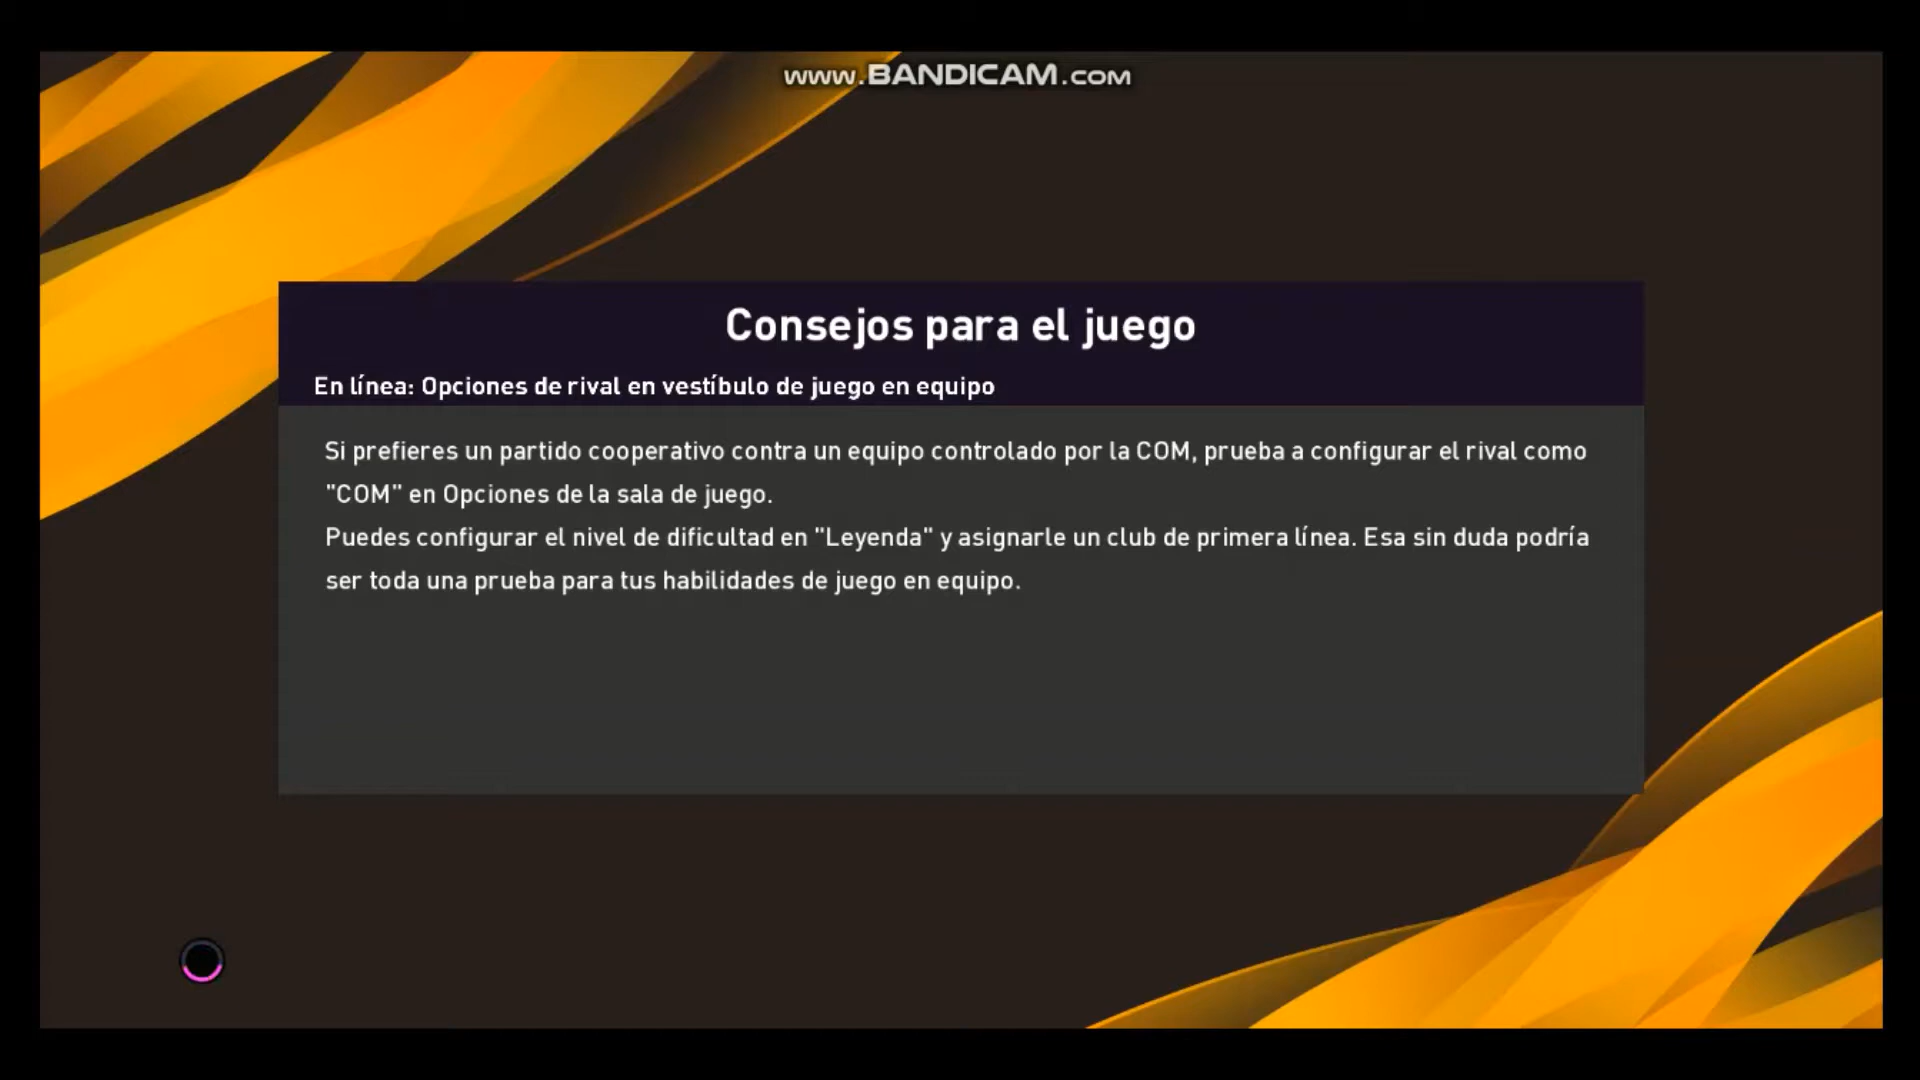 www.BANDICAM.com
Consejos para el juego
En línea: Opciones de rival en vestíbulo de juego en equipo
Si prefieres un partido cooperativo contra un equipo controlado por la COM, prueba a configurar el rival como
"COM" en Opciones de la sala de juego.
Puedes configurar el nivel de dificultad en "Leyenda" y asignarle un club de primera línea. Esa sin duda podría
ser toda una prueba para tus habilidades de juego en equipo.